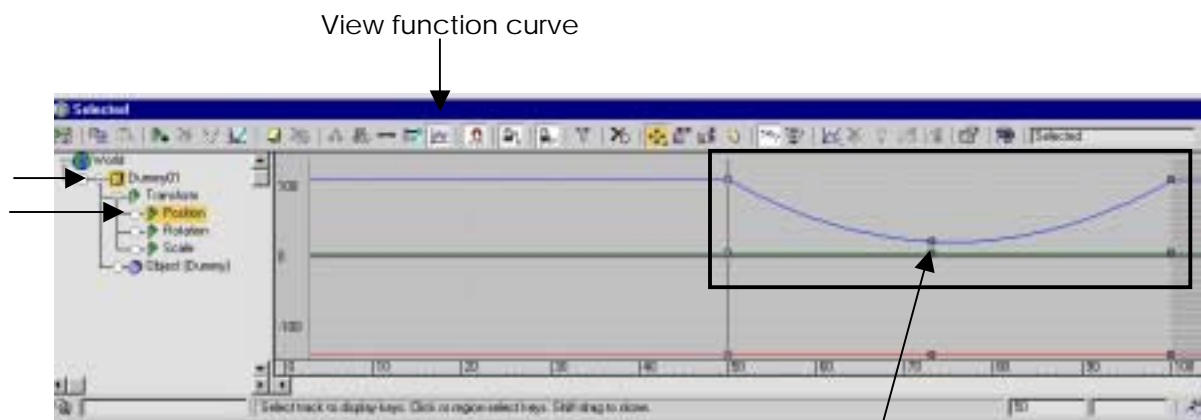 View function curve
Selected
Selected
World
Dummy01
Transform
Position
Rotation
Scale
Object (Dummy)
100
0
-100
0 10 20 30 40 50 60 70 80 90 100
Select track to display keys. Click or region select keys. Shift drag to clone.
50